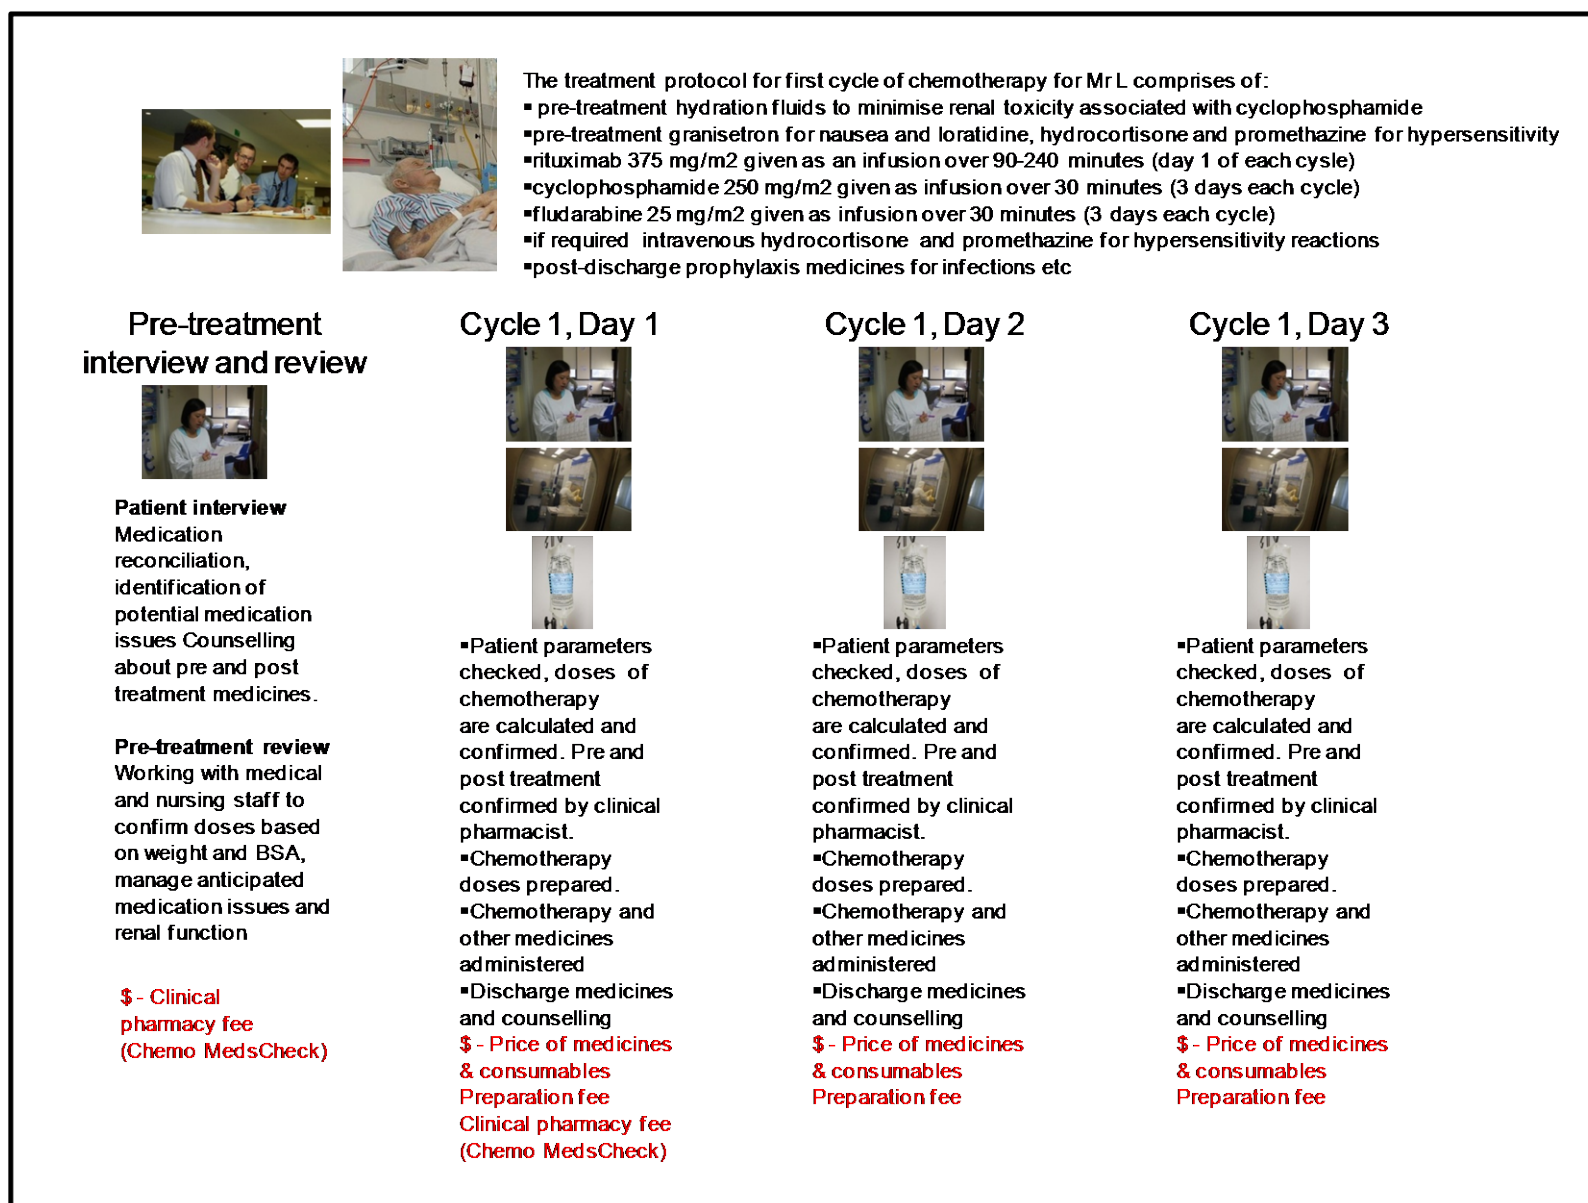 The treatment protocol for first cycle of chemotherapy for Mr L comprises of:
▪ pre-treatment hydration fluids to minimise renal toxicity associated with cyclophosphamide
▪pre-treatment granisetron for nausea and loratidine, hydrocortisone and promethazine for hypersensitivity
▪rituximab 375 mg/m2 given as an infusion over 90-240 minutes (day 1 of each cysle)
▪cyclophosphamide 250 mg/m2 given as infusion over 30 minutes (3 days each cycle)
▪fludarabine 25 mg/m2 given as infusion over 30 minutes (3 days each cycle)
▪if required intravenous hydrocortisone and promethazine for hypersensitivity reactions
▪post-discharge prophylaxis medicines for infections etc
Pre-treatment
interview and review
Patient interview
Medication
reconciliation,
identification of
potential medication
issues Counselling
about pre and post
treatment medicines.
Pre-treatment review
Working with medical
and nursing staff to
confirm doses based
on weight and BSA,
manage anticipated
medication issues and
renal function
$ - Clinical
pharmacy fee
(Chemo MedsCheck)
Cycle 1, Day 1
▪Patient parameters
checked, doses of
chemotherapy
are calculated and
confirmed. Pre and
post treatment
confirmed by clinical
pharmacist.
▪Chemotherapy
doses prepared.
▪Chemotherapy and
other medicines
administered
▪Discharge medicines
and counselling
$ - Price of medicines
& consumables
Preparation fee
Clinical pharmacy fee
(Chemo MedsCheck)
Cycle 1, Day 2
▪Patient parameters
checked, doses of
chemotherapy
are calculated and
confirmed. Pre and
post treatment
confirmed by clinical
pharmacist.
▪Chemotherapy
doses prepared.
▪Chemotherapy and
other medicines
administered
▪Discharge medicines
and counselling
$ - Price of medicines
& consumables
Preparation fee
Cycle 1, Day 3
▪Patient parameters
checked, doses of
chemotherapy
are calculated and
confirmed. Pre and
post treatment
confirmed by clinical
pharmacist.
▪Chemotherapy
doses prepared.
▪Chemotherapy and
other medicines
administered
▪Discharge medicines
and counselling
$ - Price of medicines
& consumables
Preparation fee